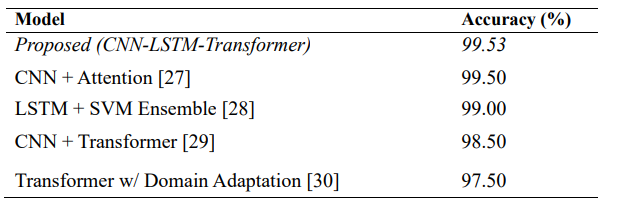 Model Accuracy (%)
Proposed (CNN-LSTM-Transformer) 99.53
CNN + Attention [27] 99.50
LSTM + SVM Ensemble [28] 99.00
CNN + Transformer [29] 98.50
Transformer w/ Domain Adaptation [30] 97.50